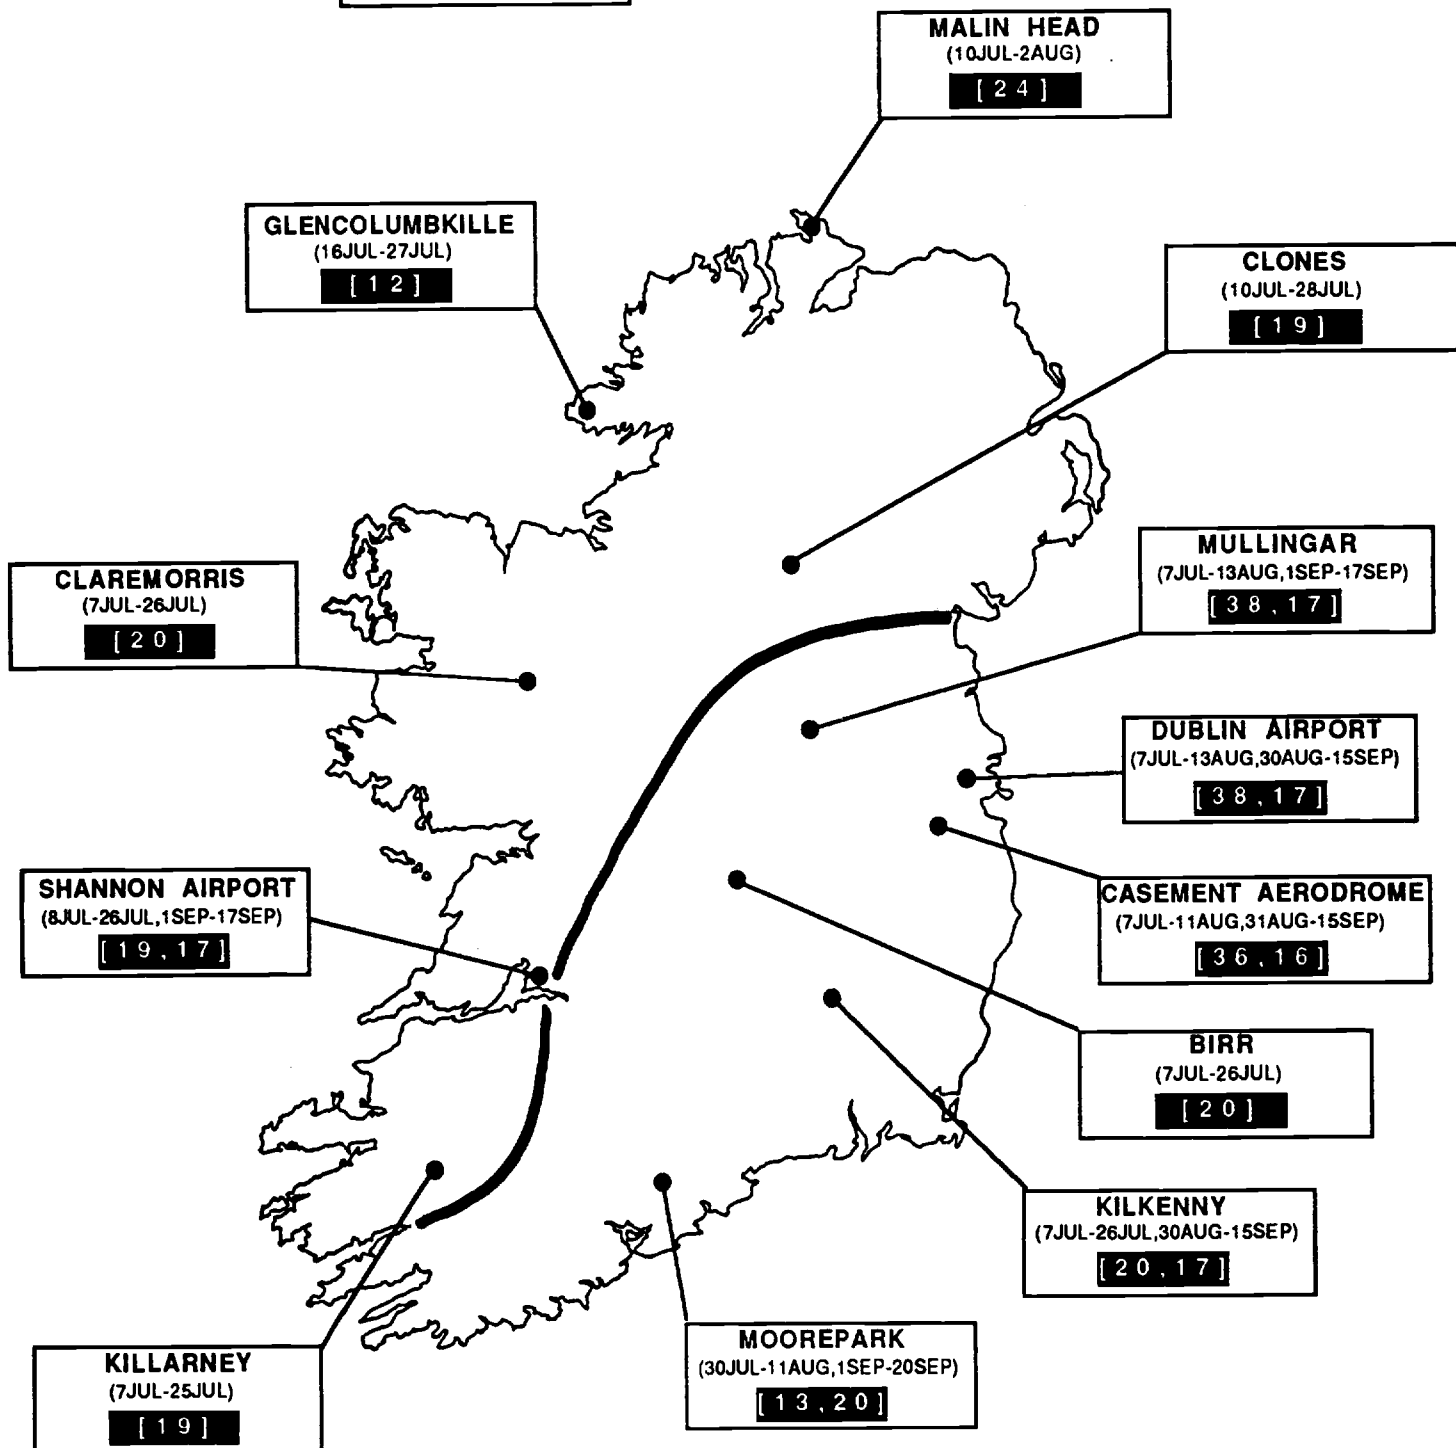 MALIN HEAD
(10JUL-2AUG)
[24]
GLENCOLUMBKILLE
(16JUL-27JUL)
[12]
CLONES
(10JUL-28JUL)
[19]
MULLINGAR
(7JUL-13AUG,1SEP-17SEP)
[38,17]
CLAREMORRIS
(7JUL-26JUL)
[20]
DUBLIN AIRPORT
(7JUL-13AUG,30AUG-15SEP)
[38,17]
SHANNON AIRPORT
(8JUL-26JUL,1SEP-17SEP)
[19,17]
CASEMENT AERODROME
(7JUL-11AUG,31AUG-15SEP)
[36,16]
BIRR
(7JUL-26JUL)
[20]
KILKENNY
(7JUL-26JUL,30AUG-15SEP)
[20,17]
MOOREPARK
(30JUL-11AUG,1SEP-20SEP)
[13,20]
KILLARNEY
(7JUL-25JUL)
[19]